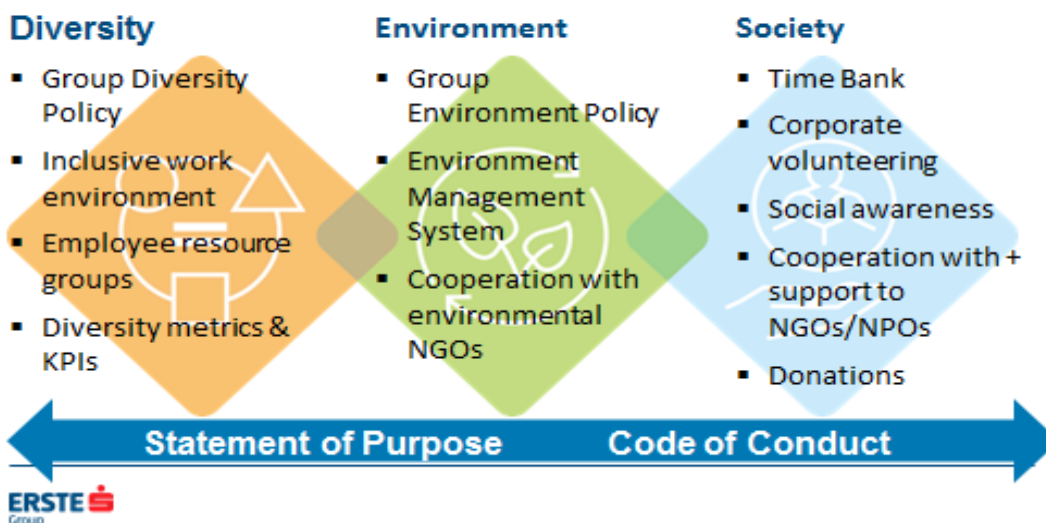 Diversity
▪ Group Diversity
Policy
▪ Inclusive work
environment
▪ Employee resource
groups
▪ Diversity metrics &
KPIs
Environment
▪ Group
Environment Policy
▪ Environment
Management
System
▪ Cooperation with
environmental
NGOs
Society
▪ Time Bank
▪ Corporate
volunteering
▪ Social awareness
▪ Cooperation with +
support to
NGOs/NPOs
▪ Donations
Statement of Purpose
Code of Conduct
ERSTE
Group